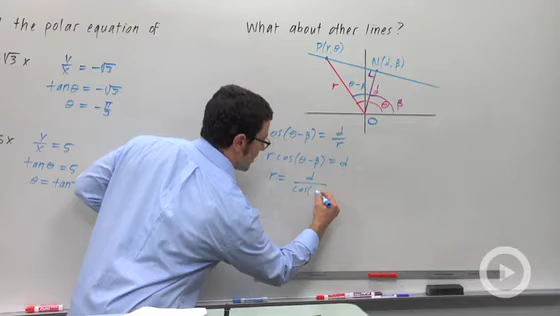 the polar equation of
√3 x
y/x = -√3
tanθ = -√3
θ = -π/3
5x
y/x = 5
tanθ = 5
θ = tan
What about other lines?
P(r, θ)
N(d, β)
θ-β
r
d
θ
β
O
cos(θ-β) = d/r
r cos(θ-β) = d
r = d/cos(